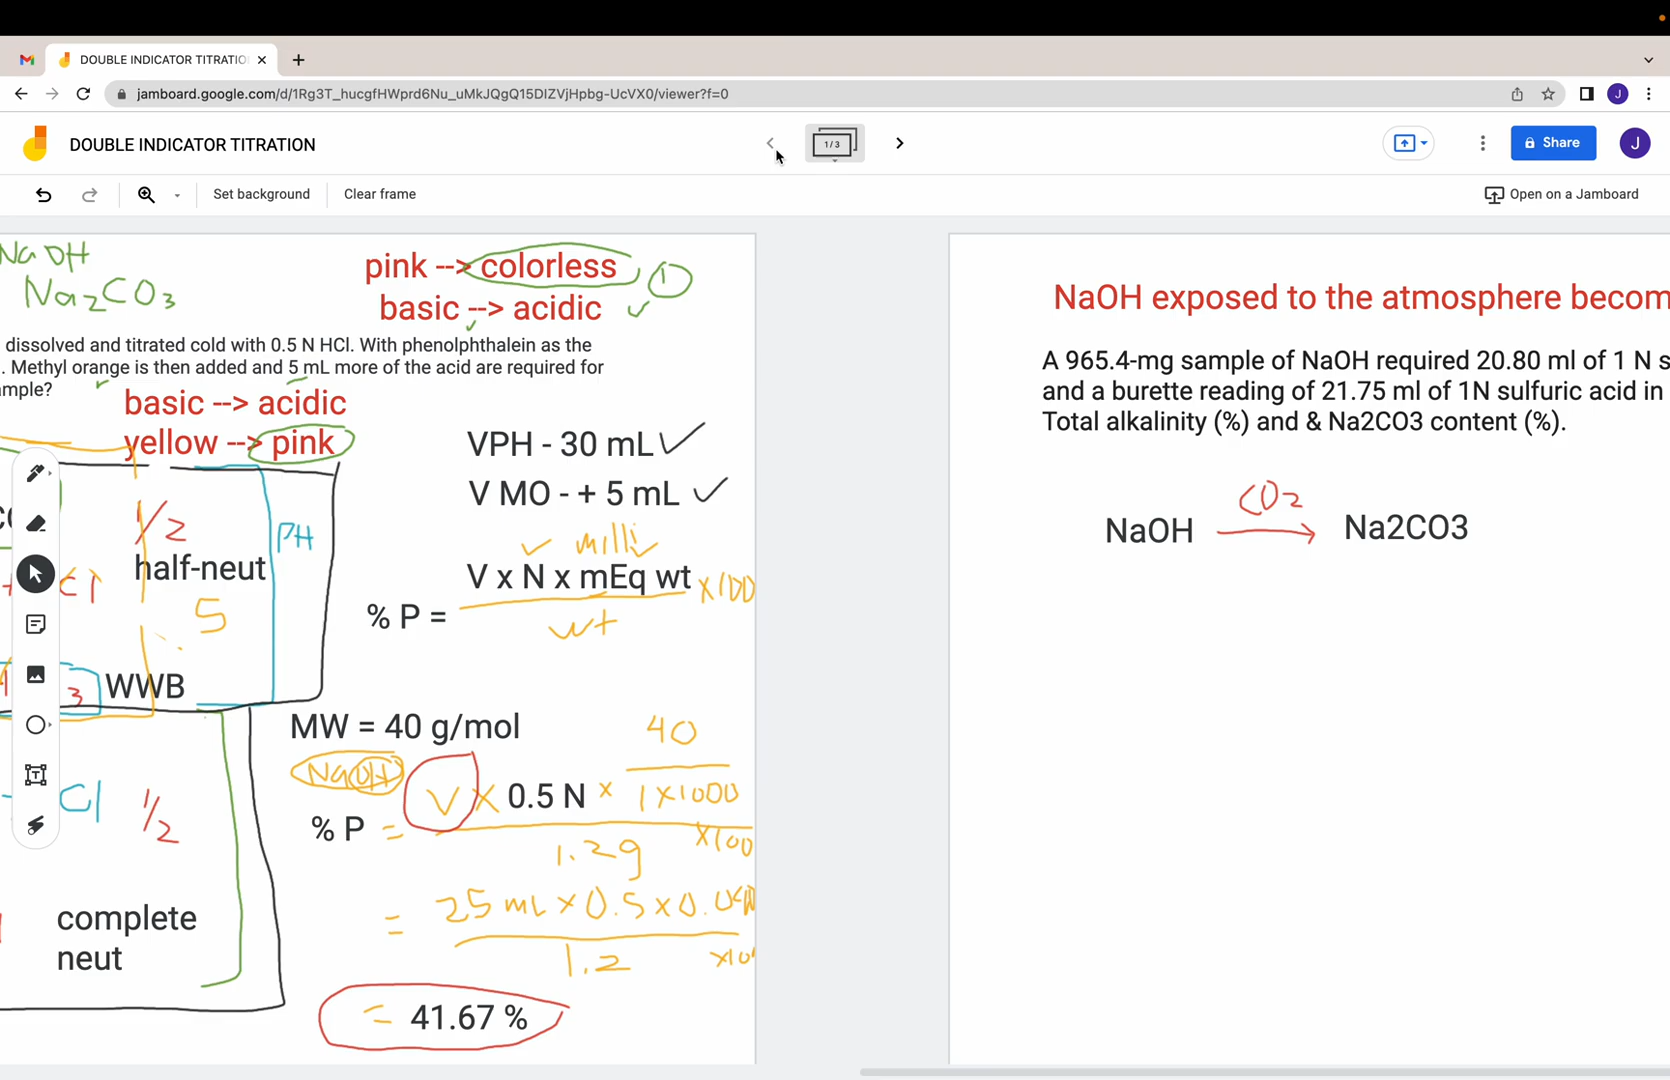 DOUBLE INDICATOR TITRATIO
jamboard.google.com/d/1Rg3T_hucgfHWprd6Nu_uMkJQgQ15DIZVjHpbg-UcVX0/viewer?f=0
J
DOUBLE INDICATOR TITRATION
1/3
Share
J
Set background
Clear frame
Open on a Jamboard
NaOH
Na2CO3
pink --> colorless
1
basic --> acidic
dissolved and titrated cold with 0.5 N HCl. With phenolphthalein as the
. Methyl orange is then added and 5 mL more of the acid are required for
mple?
basic --> acidic
yellow --> pink
VPH - 30 mL
V MO - + 5 mL
1/2
PH
half-neut
Cl
5
3
WWB
milli
V x N x mEq wt
x100
% P =
wt
MW = 40 g/mol
NaOH
40
V x 0.5 N x
1x1000
% P =
x100
1.2g
Cl
1/2
= 25 mL x 0.5 x
1.2
complete
neut
= 41.67 %
NaOH exposed to the atmosphere becom
A 965.4-mg sample of NaOH required 20.80 ml of 1 N s
and a burette reading of 21.75 ml of 1N sulfuric acid in
Total alkalinity (%) and & Na2CO3 content (%).
CO2
NaOH
Na2CO3